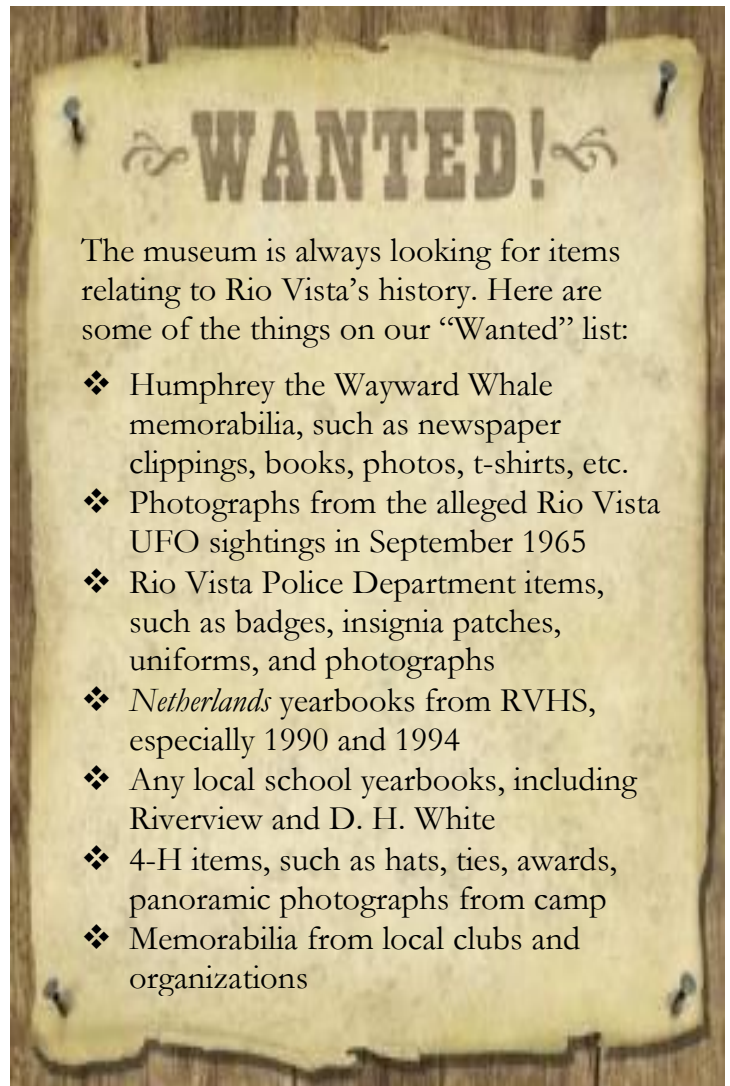 WANTED!
The museum is always looking for items
relating to Rio Vista’s history. Here are
some of the things on our “Wanted” list:
❖ Humphrey the Wayward Whale
memorabilia, such as newspaper
clippings, books, photos, t-shirts, etc.
❖ Photographs from the alleged Rio Vista
UFO sightings in September 1965
❖ Rio Vista Police Department items,
such as badges, insignia patches,
uniforms, and photographs
❖ Netherlands yearbooks from RVHS,
especially 1990 and 1994
❖ Any local school yearbooks, including
Riverview and D. H. White
❖ 4-H items, such as hats, ties, awards,
panoramic photographs from camp
❖ Memorabilia from local clubs and
organizations